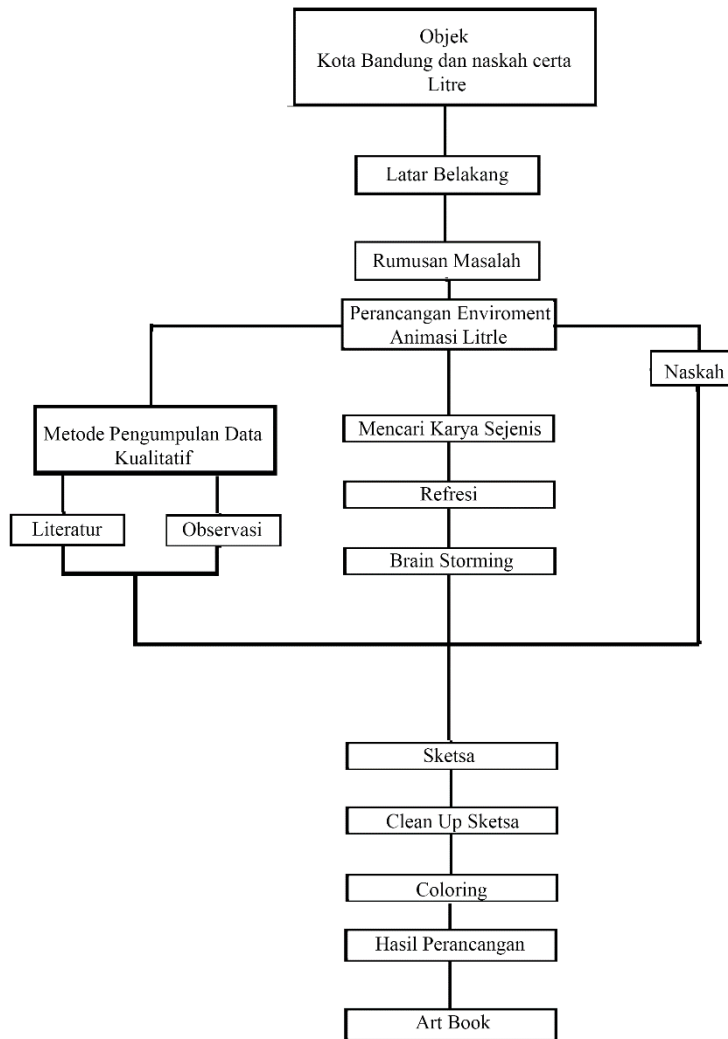 Objek
Kota Bandung dan naskah certa
Litre
Latar Belakang
Rumusan Masalah
Perancangan Enviroment
Animasi Litrle
Naskah
Metode Pengumpulan Data
Kualitatif
Literatur
Observasi
Mencari Karya Sejenis
Refresi
Brain Storming
Sketsa
Clean Up Sketsa
Coloring
Hasil Perancangan
Art Book